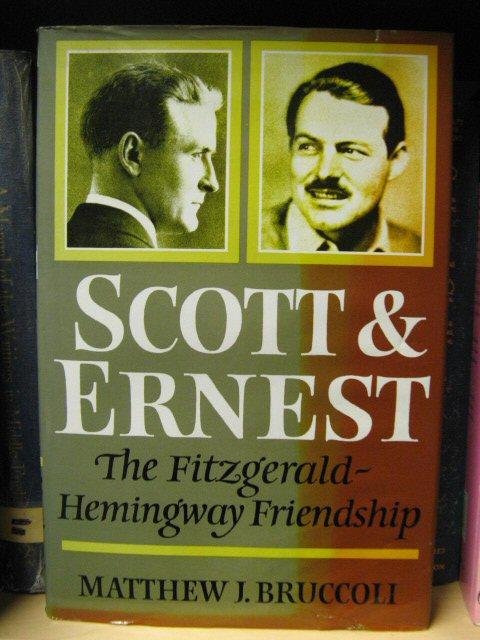 SCOTT &
ERNEST
The Fitzgerald-
Hemingway Friendship
MATTHEW J. BRUCCOLI